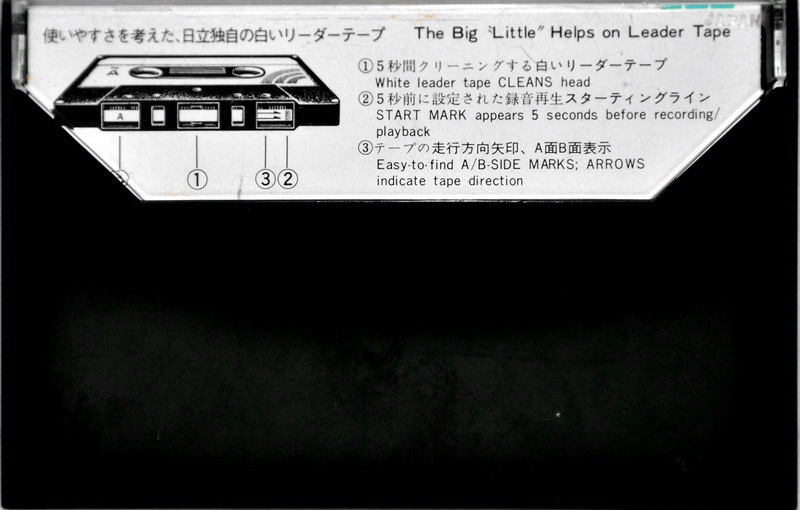 使いやすさを考えた、日立独自の白いリーダーテープ The Big "Little" Helps on Leader Tape
①5秒間クリーニングする白いリーダーテープ
White leader tape CLEANS head
②5秒前に設定された録音再生スターティングライン
START MARK appears 5 seconds before recording/
playback
③テープの走行方向矢印、A面B面表示
Easy-to-find A/B-SIDE MARKS; ARROWS
indicate tape direction
A
A
① ③ ②
JAPAN